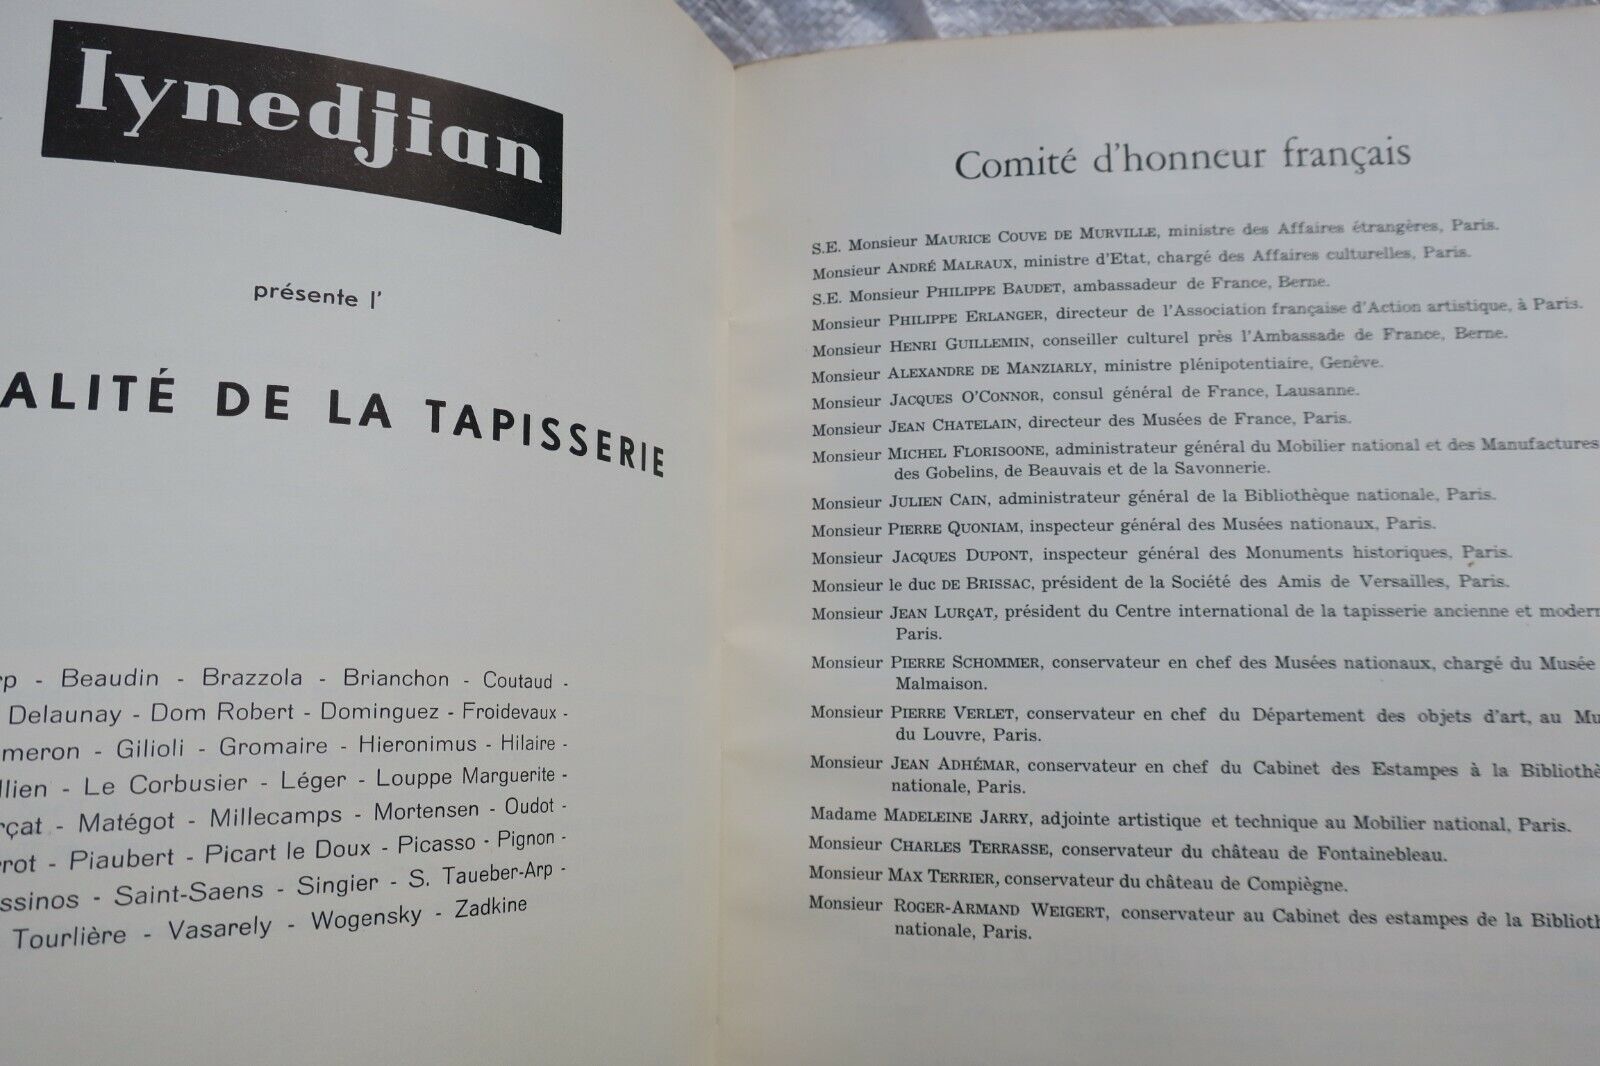 Iynedjian
présente l'
ALITÉ DE LA TAPISSERIE
rp - Beaudin - Brazzola - Brianchon - Coutaud -
Delaunay - Dom Robert - Dominguez - Froidevaux -
meron - Gilioli - Gromaire - Hieronimus - Hilaire -
llien - Le Corbusier - Léger - Louppe Marguerite -
rçat - Matégot - Millecamps - Mortensen - Oudot -
rrot - Piaubert - Picart le Doux - Picasso - Pignon -
ssinos - Saint-Saens - Singier - S. Taueber-Arp -
Tourlière - Vasarely - Wogensky - Zadkine
Comité d'honneur français
S.E. Monsieur MAURICE COUVE DE MURVILLE, ministre des Affaires étrangères, Paris.
Monsieur ANDRÉ MALRAUX, ministre d'Etat, chargé des Affaires culturelles, Paris.
S.E. Monsieur PHILIPPE BAUDET, ambassadeur de France, Berne.
Monsieur PHILIPPE ERLANGER, directeur de l'Association française d'Action artistique, à Paris.
Monsieur HENRI GUILLEMIN, conseiller culturel près l'Ambassade de France, Berne.
Monsieur ALEXANDRE DE MANZIARLY, ministre plénipotentiaire, Genève.
Monsieur JACQUES O'CONNOR, consul général de France, Lausanne.
Monsieur JEAN CHATELAIN, directeur des Musées de France, Paris.
Monsieur MICHEL FLORISOONE, administrateur général du Mobilier national et des Manufactures
des Gobelins, de Beauvais et de la Savonnerie.
Monsieur JULIEN CAIN, administrateur général de la Bibliothèque nationale, Paris.
Monsieur PIERRE QUONIAM, inspecteur général des Musées nationaux, Paris.
Monsieur JACQUES DUPONT, inspecteur général des Monuments historiques, Paris.
Monsieur le duc DE BRISSAC, président de la Société des Amis de Versailles, Paris.
Monsieur JEAN LURÇAT, président du Centre international de la tapisserie ancienne et modern
Paris.
Monsieur PIERRE SCHOMMER, conservateur en chef des Musées nationaux, chargé du Musée
Malmaison.
Monsieur PIERRE VERLET, conservateur en chef du Département des objets d'art, au Mu
du Louvre, Paris.
Monsieur JEAN ADHÉMAR, conservateur en chef du Cabinet des Estampes à la Bibliothè
nationale, Paris.
Madame MADELEINE JARRY, adjointe artistique et technique au Mobilier national, Paris.
Monsieur CHARLES TERRASSE, conservateur du château de Fontainebleau.
Monsieur MAX TERRIER, conservateur du château de Compiègne.
Monsieur ROGER-ARMAND WEIGERT, conservateur au Cabinet des estampes de la Biblioth
nationale, Paris.